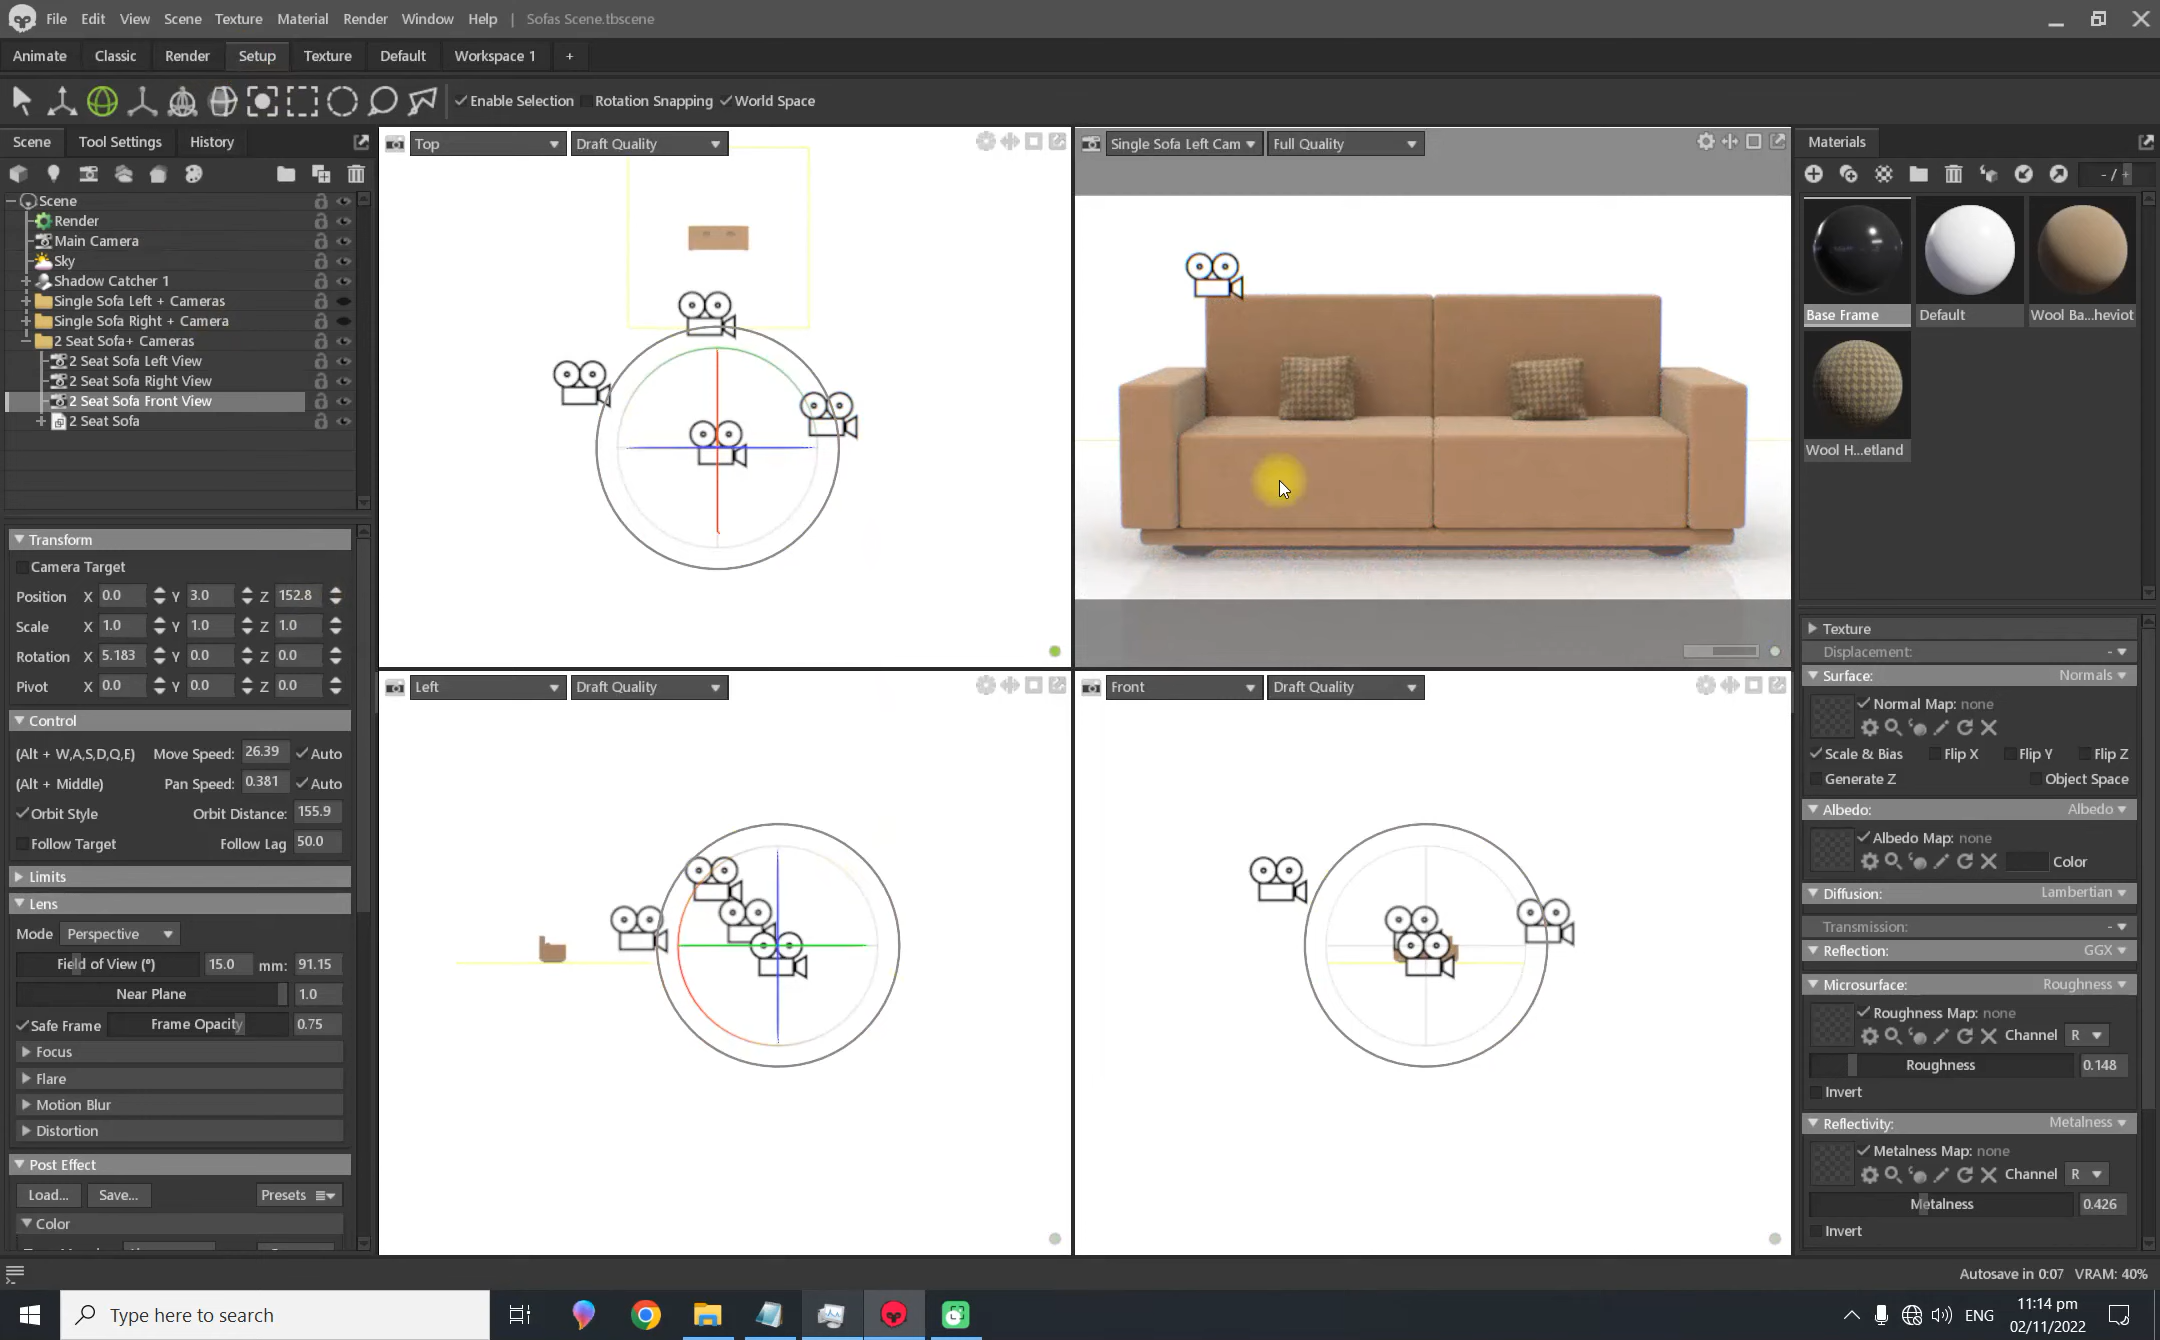 File Edit View Scene Texture Material Render Window Help | Sofas Scene.tbscene
Animate Classic Render Setup Texture Default Workspace 1 +
Enable Selection Rotation Snapping World Space
Scene Tool Settings History
Scene
Render
Main Camera
Sky
Shadow Catcher 1
Single Sofa Left + Cameras
Single Sofa Right + Camera
2 Seat Sofa+ Cameras
2 Seat Sofa Left View
2 Seat Sofa Right View
2 Seat Sofa Front View
2 Seat Sofa
Transform
Camera Target
Position X 0.0 Y 3.0 Z 152.8
Scale X 1.0 Y 1.0 Z 1.0
Rotation X 5.183 Y 0.0 Z 0.0
Pivot X 0.0 Y 0.0 Z 0.0
Control
(Alt + W,A,S,D,Q,E) Move Speed: 26.39 Auto
(Alt + Middle) Pan Speed: 0.381 Auto
Orbit Style Orbit Distance: 155.9
Follow Target Follow Lag 50.0
Limits
Lens
Mode Perspective
Field of View (°) 15.0 mm: 91.15
Near Plane 1.0
Safe Frame Frame Opacity 0.75
Focus
Flare
Motion Blur
Distortion
Post Effect
Load... Save... Presets
Color
Top Draft Quality
Single Sofa Left Cam Full Quality
Left Draft Quality
Front Draft Quality
Materials
- / +
Base Frame Default Wool Ba...heviot
Wool H...etland
Texture
Displacement: -
Surface: Normals
Normal Map: none
Scale & Bias Flip X Flip Y Flip Z
Generate Z Object Space
Albedo: Albedo
Albedo Map: none
Color
Diffusion: Lambertian
Transmission: -
Reflection: GGX
Microsurface: Roughness
Roughness Map: none
Channel R
Roughness 0.148
Invert
Reflectivity: Metalness
Metalness Map: none
Channel R
Metalness 0.426
Invert
Autosave in 0:07 VRAM: 40%
Type here to search
ENG
11:14 pm
02/11/2022